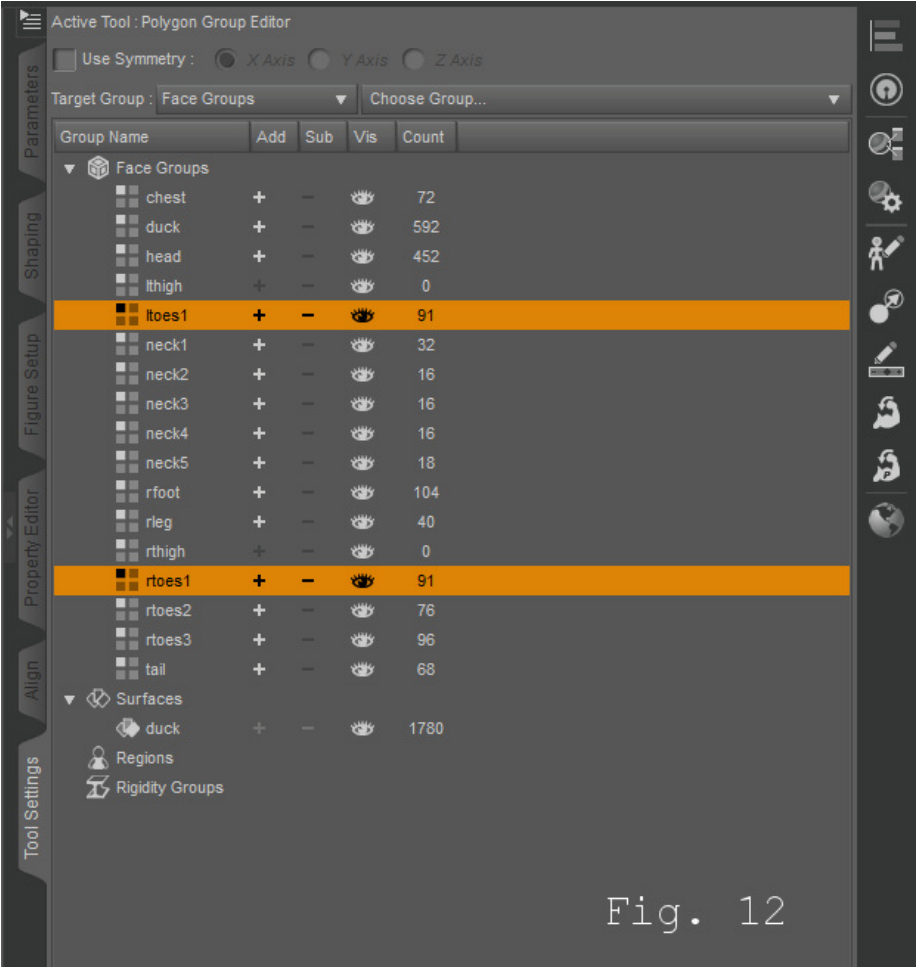 Active Tool : Polygon Group Editor
Use Symmetry : X Axis Y Axis Z Axis
Target Group : Face Groups Choose Group...
Group Name Add Sub Vis Count
Face Groups
chest + − 72
duck + − 592
head + − 452
lthigh + − 0
ltoes1 + − 91
neck1 + − 32
neck2 + − 16
neck3 + − 16
neck4 + − 16
neck5 + − 18
rfoot + − 104
rleg + − 40
rthigh + − 0
rtoes1 + − 91
rtoes2 + − 76
rtoes3 + − 96
tail + − 68
Surfaces
duck + − 1780
Regions
Rigidity Groups
Parameters
Shaping
Figure Setup
Property Editor
Align
Tool Settings
Fig. 12